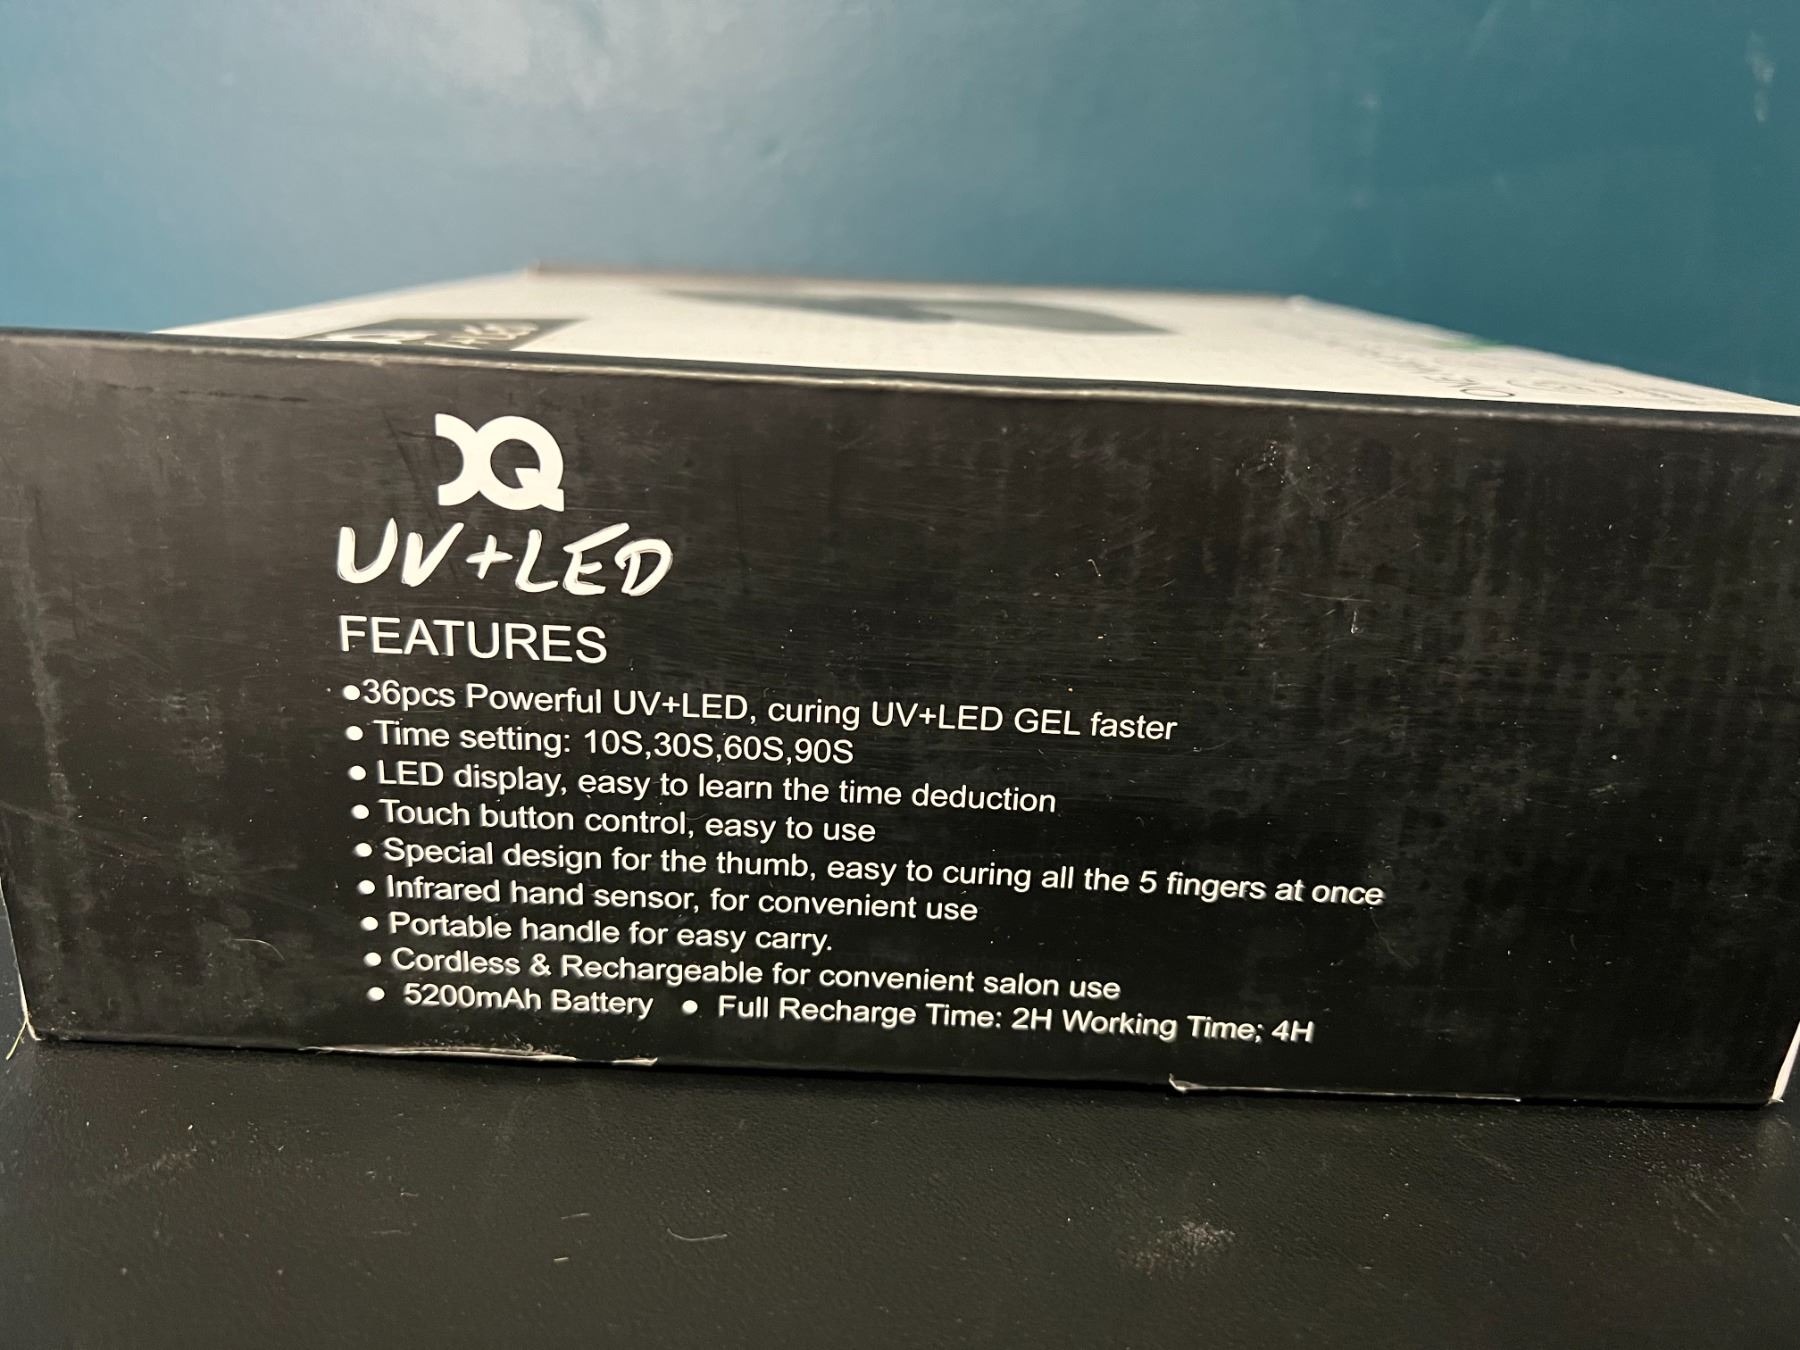 XQ
UV+LED
FEATURES
●36pcs Powerful UV+LED, curing UV+LED GEL faster
● Time setting: 10S,30S,60S,90S
● LED display, easy to learn the time deduction
● Touch button control, easy to use
● Special design for the thumb, easy to curing all the 5 fingers at once
● Infrared hand sensor, for convenient use
● Portable handle for easy carry.
● Cordless & Rechargeable for convenient salon use
● 5200mAh Battery ● Full Recharge Time: 2H Working Time; 4H